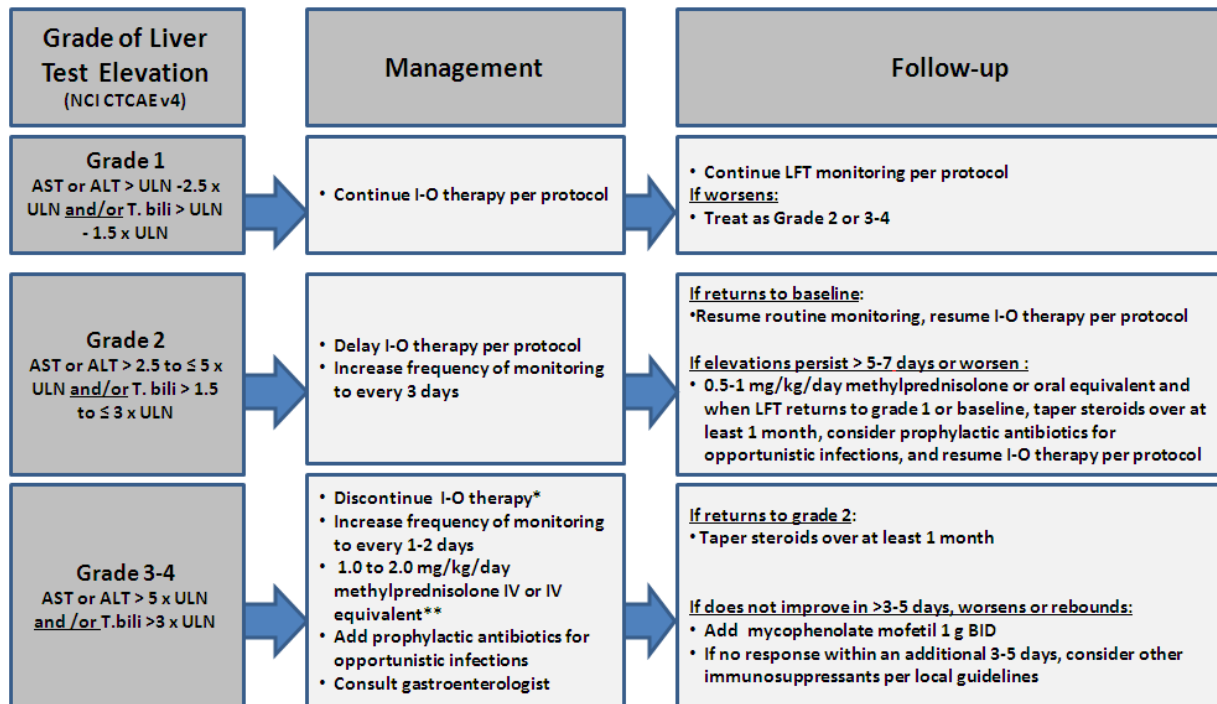 Grade of Liver
Test Elevation
(NCI CTCAE v4)
Management
Follow-up
Grade 1
AST or ALT > ULN -2.5 x
ULN and/or T. bili > ULN
- 1.5 x ULN
• Continue I-O therapy per protocol
• Continue LFT monitoring per protocol
If worsens:
• Treat as Grade 2 or 3-4
Grade 2
AST or ALT > 2.5 to ≤ 5 x
ULN and/or T. bili > 1.5
to ≤ 3 x ULN
• Delay I-O therapy per protocol
• Increase frequency of monitoring
to every 3 days
If returns to baseline:
•Resume routine monitoring, resume I-O therapy per protocol
If elevations persist > 5-7 days or worsen :
• 0.5-1 mg/kg/day methylprednisolone or oral equivalent and
when LFT returns to grade 1 or baseline, taper steroids over at
least 1 month, consider prophylactic antibiotics for
opportunistic infections, and resume I-O therapy per protocol
Grade 3-4
AST or ALT > 5 x ULN
and /or T.bili >3 x ULN
• Discontinue I-O therapy*
• Increase frequency of monitoring
to every 1-2 days
• 1.0 to 2.0 mg/kg/day
methylprednisolone IV or IV
equivalent**
• Add prophylactic antibiotics for
opportunistic infections
• Consult gastroenterologist
If returns to grade 2:
•Taper steroids over at least 1 month
If does not improve in >3-5 days, worsens or rebounds:
• Add mycophenolate mofetil 1 g BID
• If no response within an additional 3-5 days, consider other
immunosuppressants per local guidelines